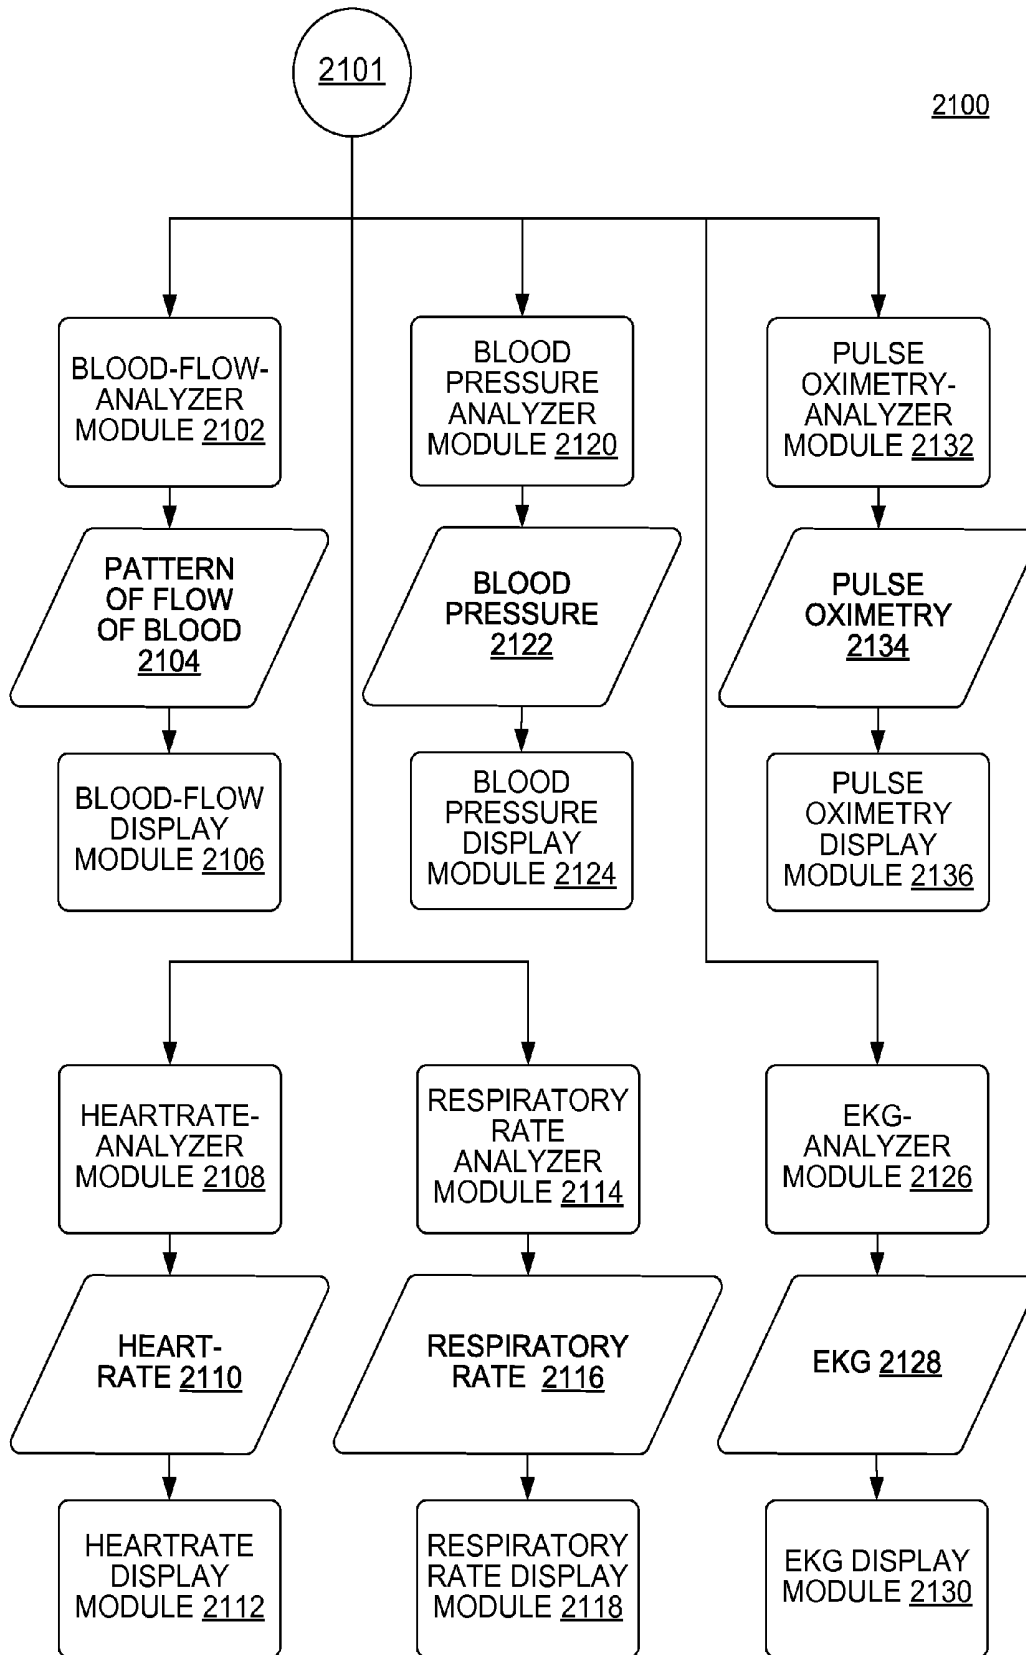 2101
2100
BLOOD-FLOW-
ANALYZER
MODULE 2102
BLOOD
PRESSURE
ANALYZER
MODULE 2120
PULSE
OXIMETRY-
ANALYZER
MODULE 2132
PATTERN
OF FLOW
OF BLOOD
2104
BLOOD
PRESSURE
2122
PULSE
OXIMETRY
2134
BLOOD-FLOW
DISPLAY
MODULE 2106
BLOOD
PRESSURE
DISPLAY
MODULE 2124
PULSE
OXIMETRY
DISPLAY
MODULE 2136
HEARTRATE-
ANALYZER
MODULE 2108
RESPIRATORY
RATE
ANALYZER
MODULE 2114
EKG-
ANALYZER
MODULE 2126
HEART-
RATE 2110
RESPIRATORY
RATE 2116
EKG 2128
HEARTRATE
DISPLAY
MODULE 2112
RESPIRATORY
RATE DISPLAY
MODULE 2118
EKG DISPLAY
MODULE 2130